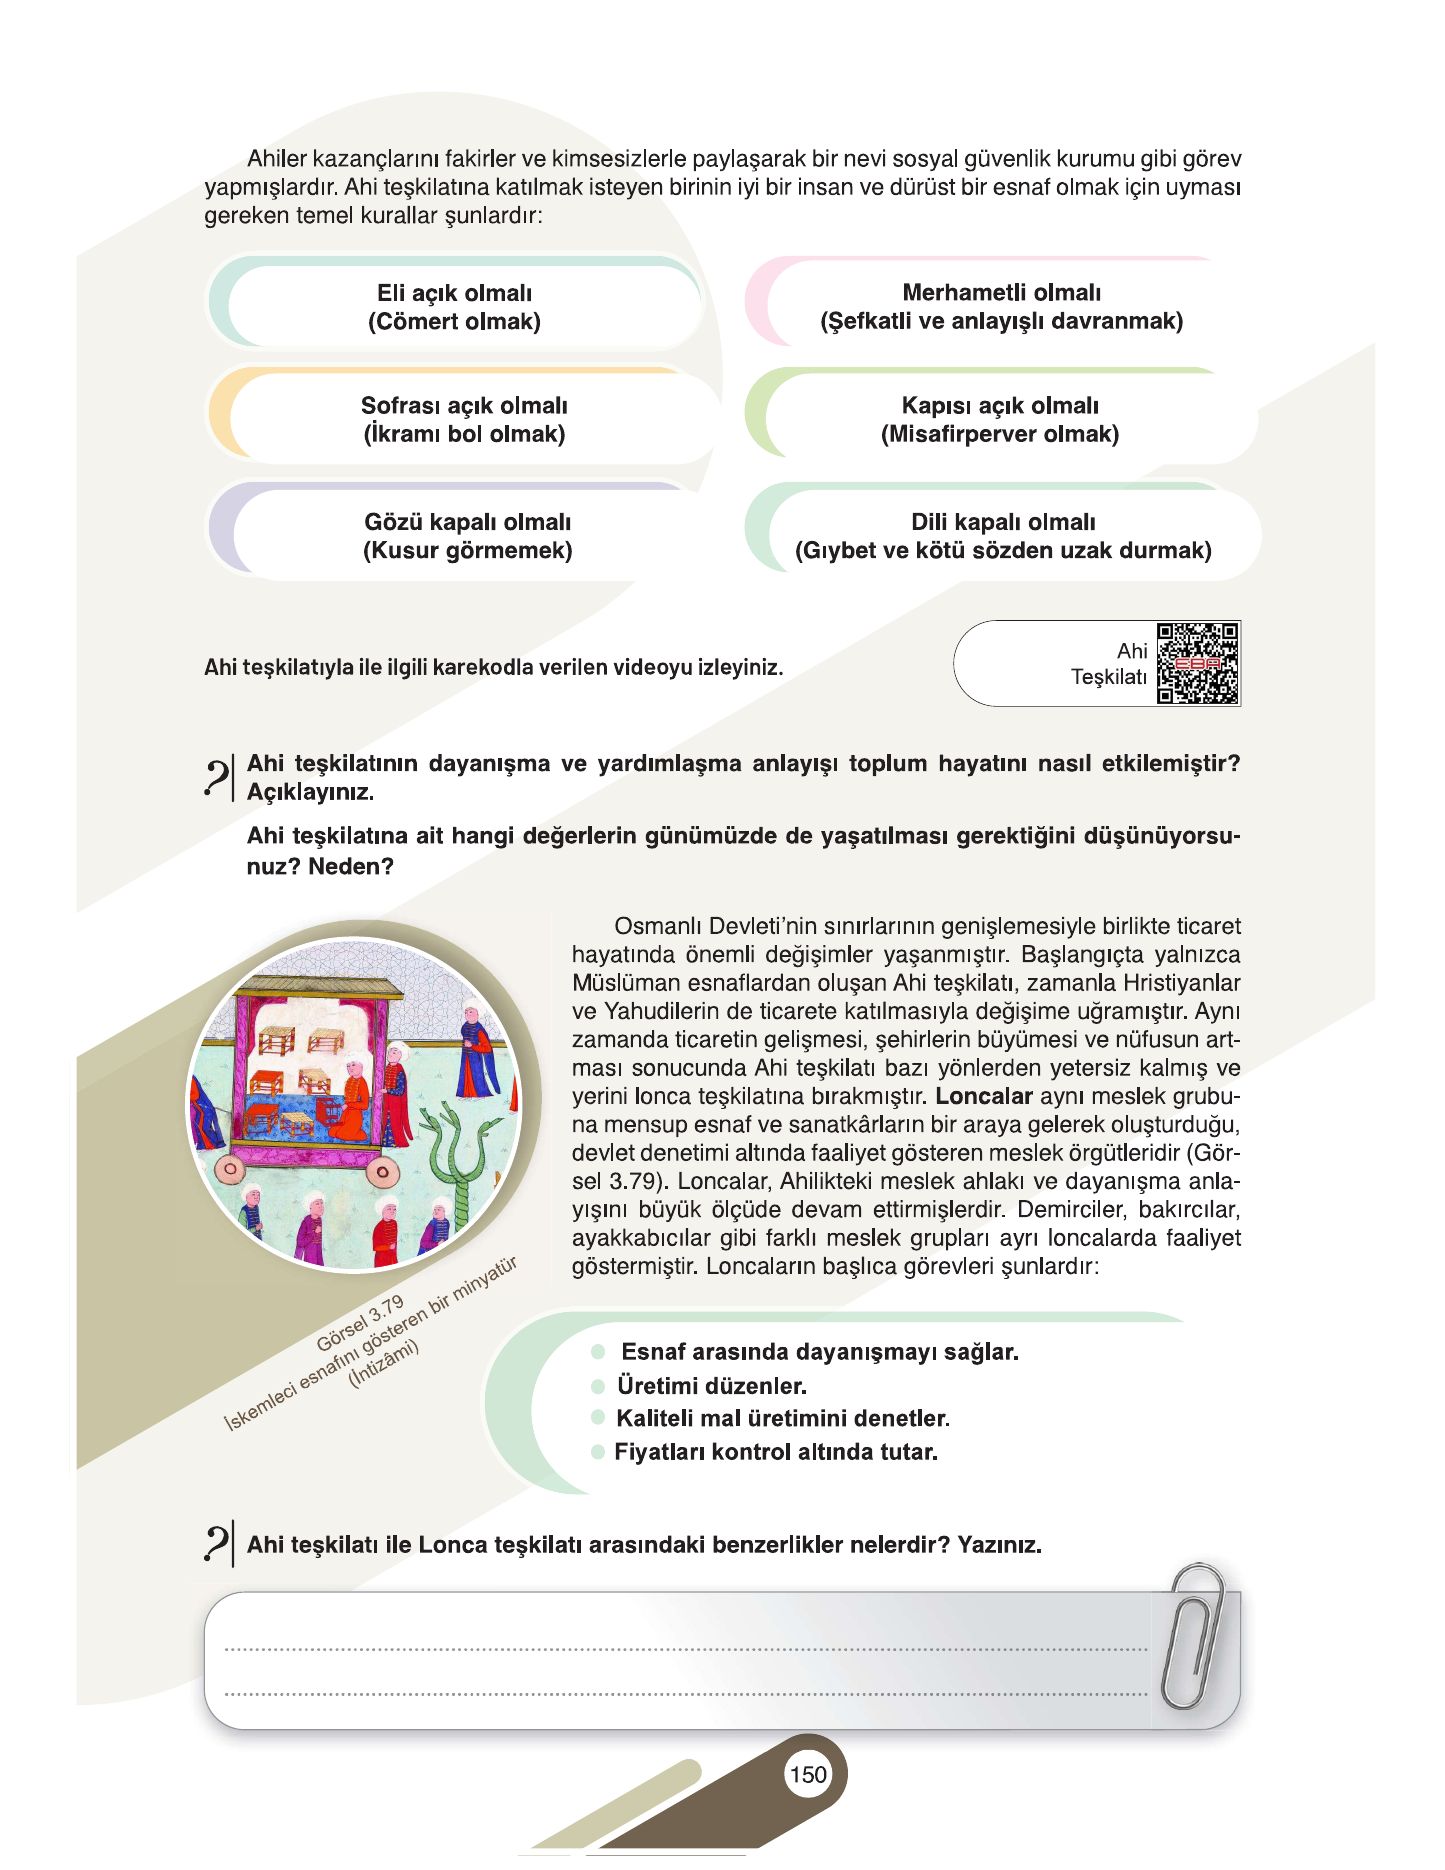 Ahiler kazançlarını fakirler ve kimsesizlerle paylaşarak bir nevi sosyal güvenlik kurumu gibi görev
yapmışlardır. Ahi teşkilatına katılmak isteyen birinin iyi bir insan ve dürüst bir esnaf olmak için uyması
gereken temel kurallar şunlardır:
Eli açık olmalı
(Cömert olmak)
Merhametli olmalı
(Şefkatli ve anlayışlı davranmak)
Sofrası açık olmalı
(İkramı bol olmak)
Kapısı açık olmalı
(Misafirperver olmak)
Gözü kapalı olmalı
(Kusur görmemek)
Dili kapalı olmalı
(Gıybet ve kötü sözden uzak durmak)
Ahi teşkilatıyla ile ilgili karekodla verilen videoyu izleyiniz.
Ahi
Teşkilatı
EBA
? Ahi teşkilatının dayanışma ve yardımlaşma anlayışı toplum hayatını nasıl etkilemiştir?
Açıklayınız.
Ahi teşkilatına ait hangi değerlerin günümüzde de yaşatılması gerektiğini düşünüyorsu-
nuz? Neden?
Osmanlı Devleti’nin sınırlarının genişlemesiyle birlikte ticaret
hayatında önemli değişimler yaşanmıştır. Başlangıçta yalnızca
Müslüman esnaflardan oluşan Ahi teşkilatı, zamanla Hristiyanlar
ve Yahudilerin de ticarete katılmasıyla değişime uğramıştır. Aynı
zamanda ticaretin gelişmesi, şehirlerin büyümesi ve nüfusun art-
ması sonucunda Ahi teşkilatı bazı yönlerden yetersiz kalmış ve
yerini lonca teşkilatına bırakmıştır. Loncalar aynı meslek grubu-
na mensup esnaf ve sanatkârların bir araya gelerek oluşturduğu,
devlet denetimi altında faaliyet gösteren meslek örgütleridir (Gör-
sel 3.79). Loncalar, Ahilikteki meslek ahlakı ve dayanışma anla-
yışını büyük ölçüde devam ettirmişlerdir. Demirciler, bakırcılar,
ayakkabıcılar gibi farklı meslek grupları ayrı loncalarda faaliyet
göstermiştir. Loncaların başlıca görevleri şunlardır:
Görsel 3.79
İskemleci esnafını gösteren bir minyatür
(İntizâmi)
Esnaf arasında dayanışmayı sağlar.
Üretimi düzenler.
Kaliteli mal üretimini denetler.
Fiyatları kontrol altında tutar.
? Ahi teşkilatı ile Lonca teşkilatı arasındaki benzerlikler nelerdir? Yazınız.
150